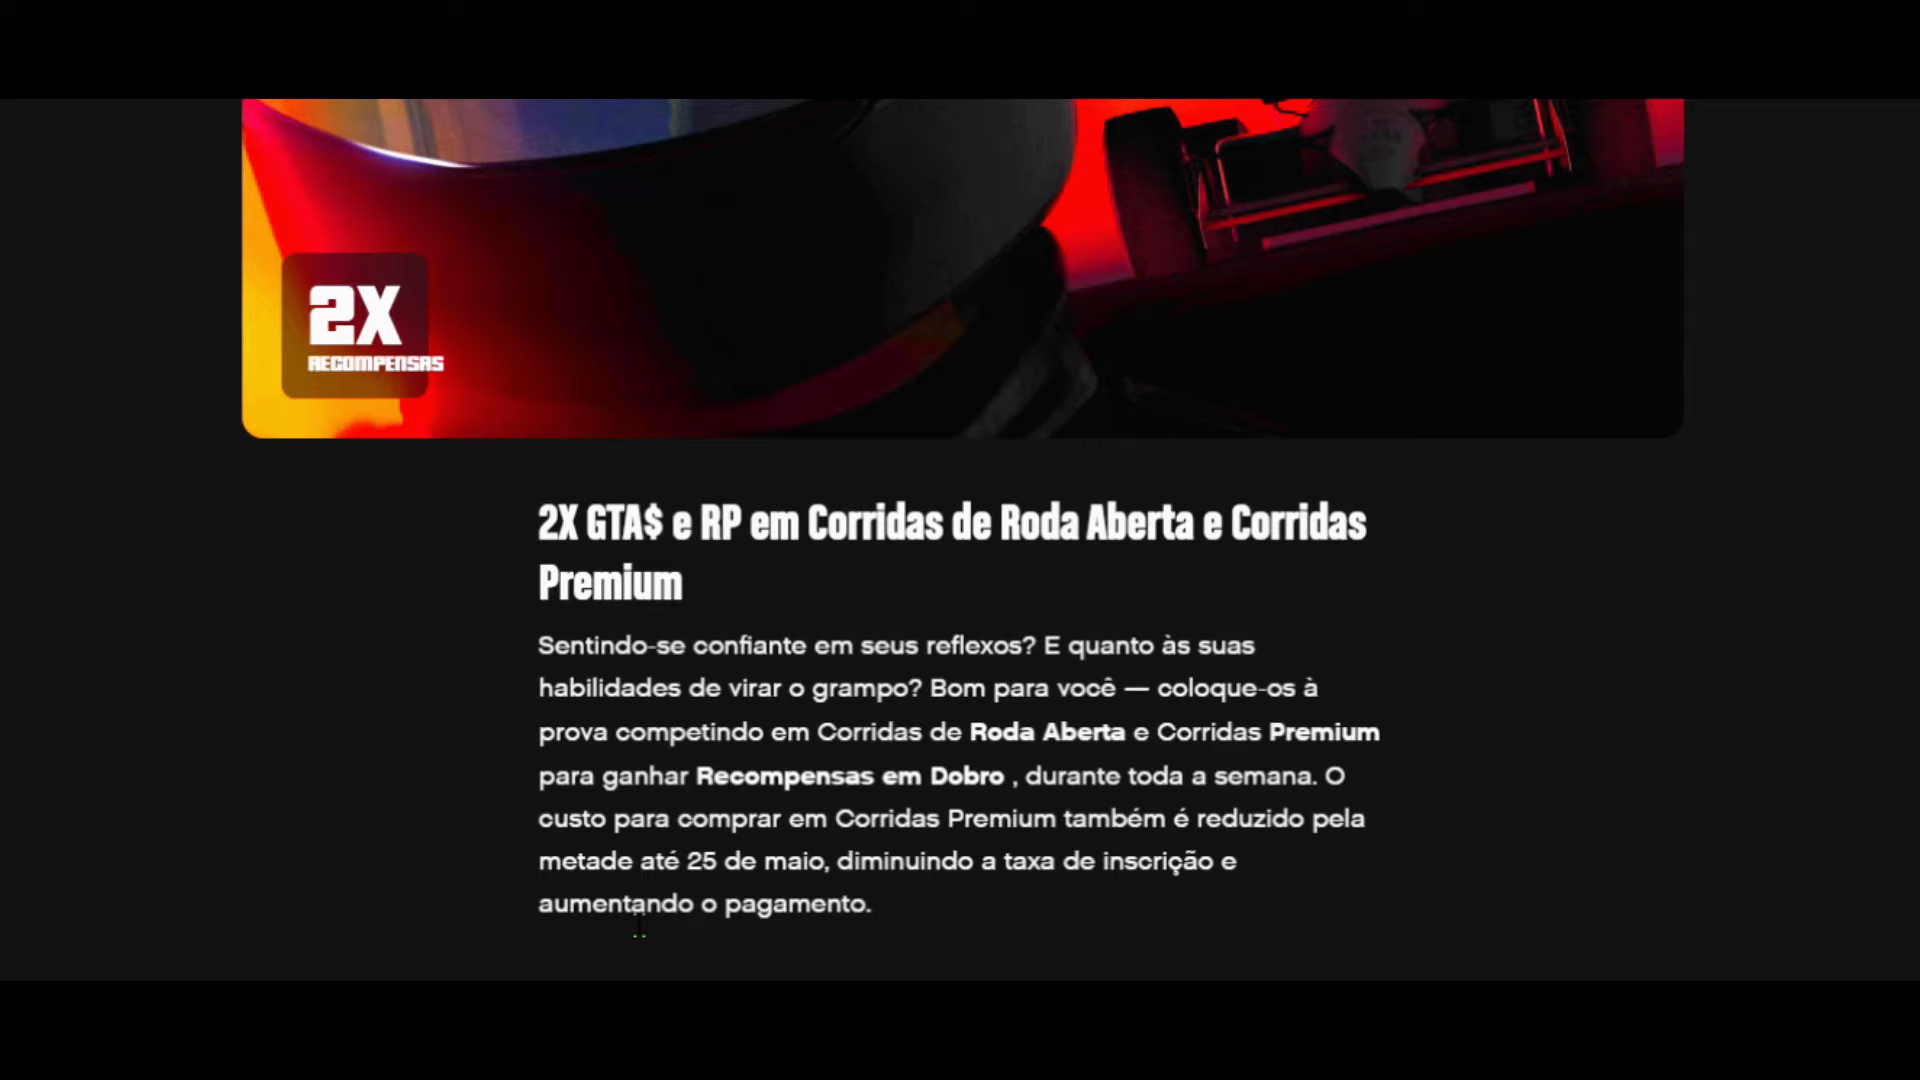 2X
RECOMPENSAS
2X GTA$ e RP em Corridas de Roda Aberta e Corridas
Premium
Sentindo-se confiante em seus reflexos? E quanto às suas
habilidades de virar o grampo? Bom para você — coloque-os à
prova competindo em Corridas de Roda Aberta e Corridas Premium
para ganhar Recompensas em Dobro , durante toda a semana. O
custo para comprar em Corridas Premium também é reduzido pela
metade até 25 de maio, diminuindo a taxa de inscrição e
aumentando o pagamento.